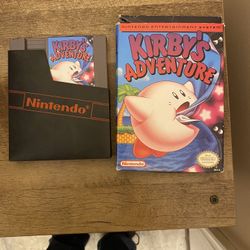 KIRBY'S
ADVENTURE
Nintendo®
Nintendo ENTERTAINMENT SYSTEM
KIRBY'S
ADVENTURE
Nintendo